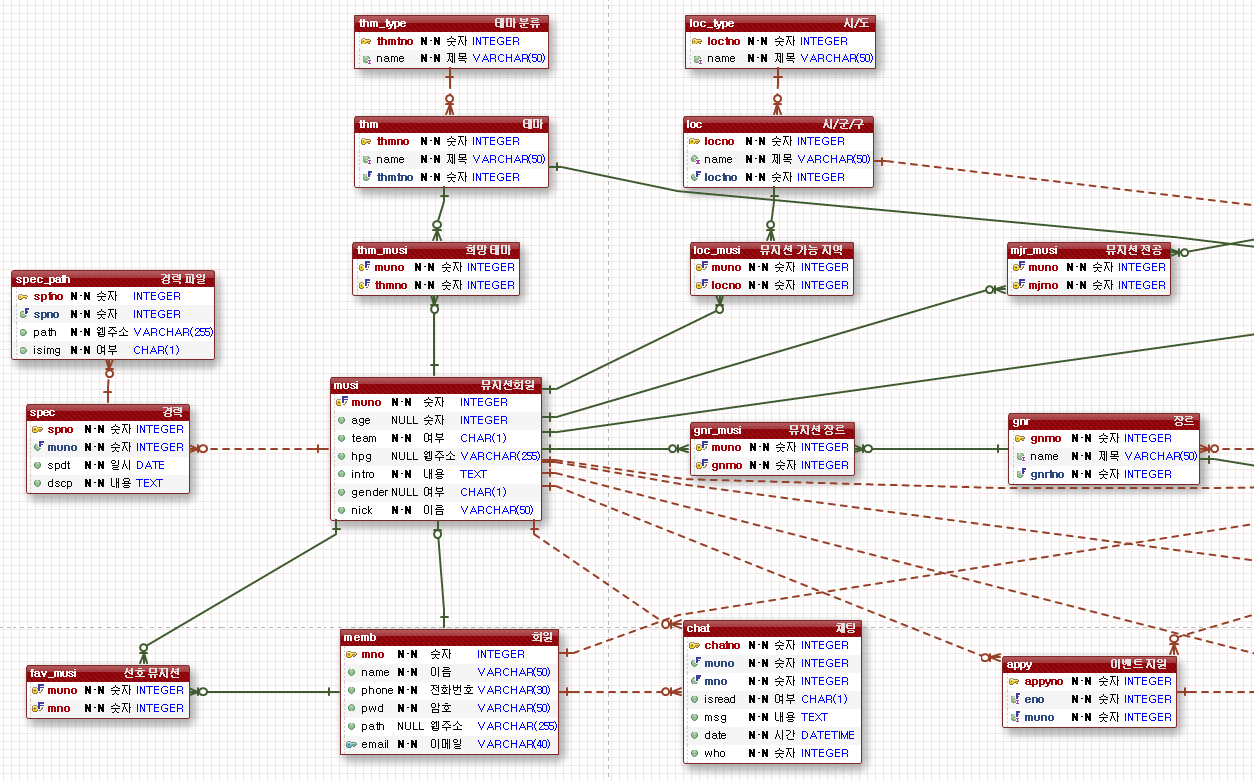 thm_type 테마 분류
thmtno N-N 숫자 INTEGER
name N-N 제목 VARCHAR(50)
loc_type 시/도
loctno N-N 숫자 INTEGER
name N-N 제목 VARCHAR(50)
thm 테마
thmno N-N 숫자 INTEGER
name N-N 제목 VARCHAR(50)
thmtno N-N 숫자 INTEGER
loc 시/군/구
locno N-N 숫자 INTEGER
name N-N 제목 VARCHAR(50)
loctno N-N 숫자 INTEGER
thm_musi 희망 테마
muno N-N 숫자 INTEGER
thmno N-N 숫자 INTEGER
loc_musi 뮤지션 가능 지역
muno N-N 숫자 INTEGER
locno N-N 숫자 INTEGER
mjr_musi 뮤지션 전공
muno N-N 숫자 INTEGER
mjrno N-N 숫자 INTEGER
spec_path 경력 파일
spfno N-N 숫자 INTEGER
spno N-N 숫자 INTEGER
path N-N 웹주소 VARCHAR(255)
isimg N-N 여부 CHAR(1)
musi 뮤지션회원
muno N-N 숫자 INTEGER
age NULL 숫자 INTEGER
team N-N 여부 CHAR(1)
hpg NULL 웹주소 VARCHAR(255)
intro N-N 내용 TEXT
gender NULL 여부 CHAR(1)
nick N-N 이름 VARCHAR(50)
spec 경력
spno N-N 숫자 INTEGER
muno N-N 숫자 INTEGER
spdt N-N 일시 DATE
dscp N-N 내용 TEXT
gnr_musi 뮤지션 장르
muno N-N 숫자 INTEGER
gnrno N-N 숫자 INTEGER
gnr 장르
gnrno N-N 숫자 INTEGER
name N-N 제목 VARCHAR(50)
gnrtno N-N 숫자 INTEGER
fav_musi 선호 뮤지션
muno N-N 숫자 INTEGER
mno N-N 숫자 INTEGER
memb 회원
mno N-N 숫자 INTEGER
name N-N 이름 VARCHAR(50)
phone N-N 전화번호 VARCHAR(30)
pwd N-N 암호 VARCHAR(50)
path NULL 웹주소 VARCHAR(255)
email N-N 이메일 VARCHAR(40)
chat 채팅
chatno N-N 숫자 INTEGER
muno N-N 숫자 INTEGER
mno N-N 숫자 INTEGER
isread N-N 여부 CHAR(1)
msg N-N 내용 TEXT
date N-N 시간 DATETIME
who N-N 숫자 INTEGER
appy 이벤트 지원
appyno N-N 숫자 INTEGER
eno N-N 숫자 INTEGER
muno N-N 숫자 INTEGER